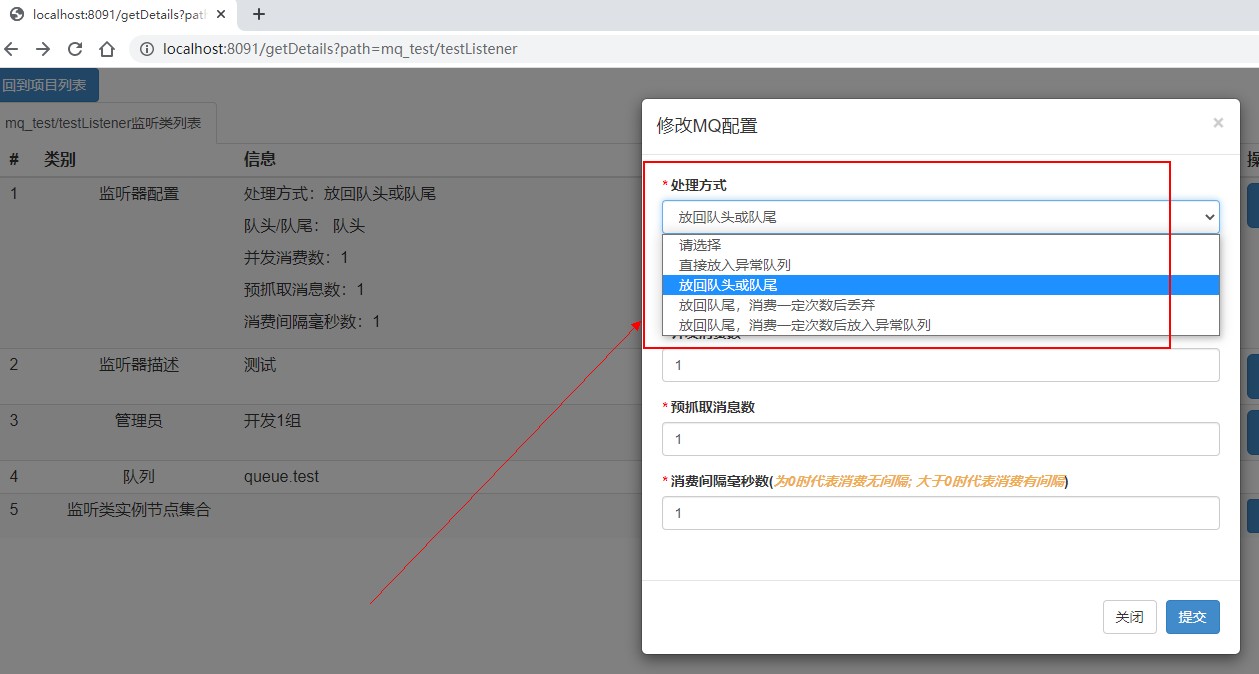 localhost:8091/getDetails?pat
localhost:8091/getDetails?path=mq_test/testListener
回到项目列表
mq_test/testListener监听类列表
# 类别 信息
1 监听器配置 处理方式：放回队头或队尾
队头/队尾： 队头
并发消费数：1
预抓取消息数：1
消费间隔毫秒数：1
2 监听器描述 测试
3 管理员 开发1组
4 队列 queue.test
5 监听类实例节点集合
修改MQ配置
×
* 处理方式
放回队头或队尾
请选择
直接放入异常队列
放回队头或队尾
放回队尾，消费一定次数后丢弃
放回队尾，消费一定次数后放入异常队列
1
* 预抓取消息数
1
* 消费间隔毫秒数(为0时代表消费无间隔; 大于0时代表消费有间隔)
1
关闭
提交